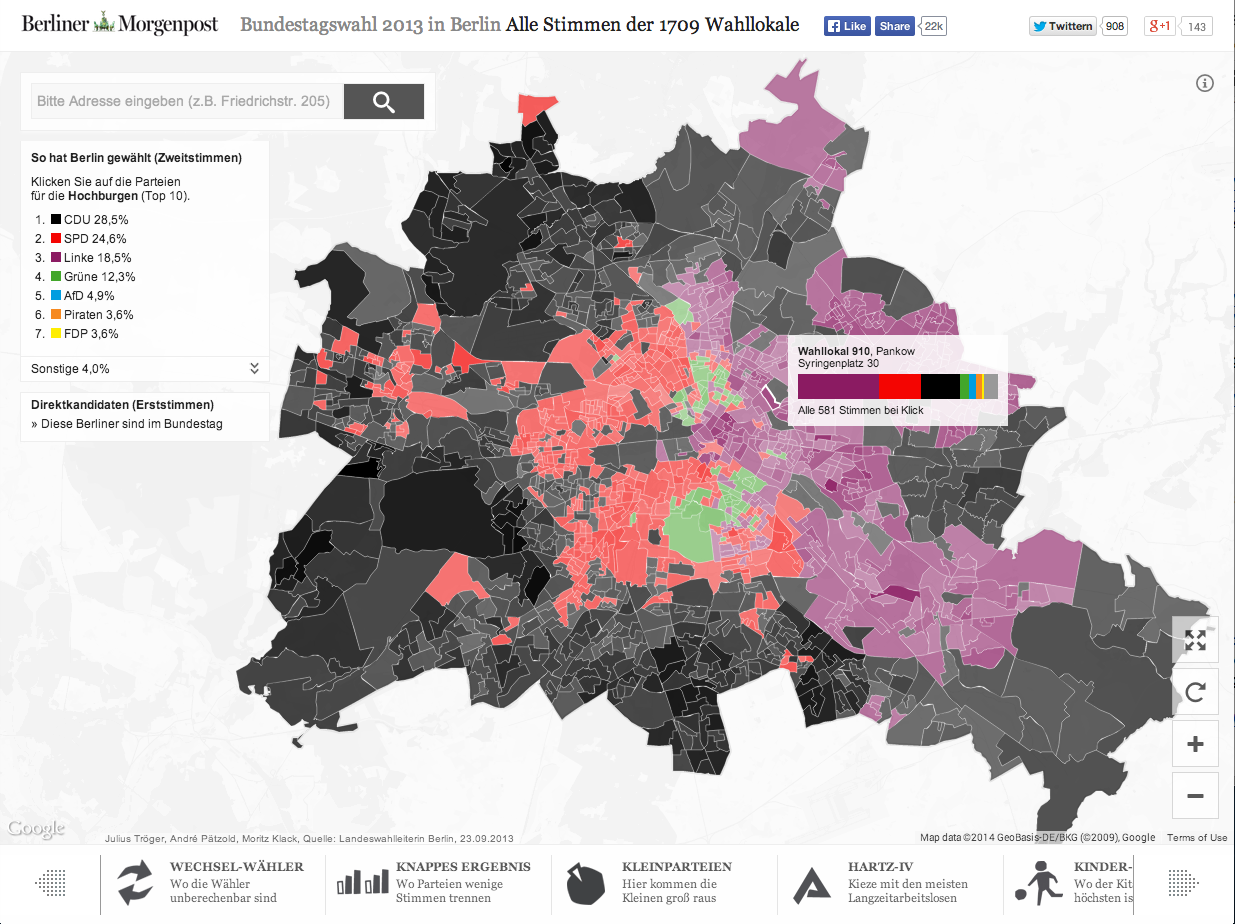 Berliner Morgenpost
Bundestagswahl 2013 in Berlin Alle Stimmen der 1709 Wahllokale
Like Share 22k
Twittern 908
g+1 143
Bitte Adresse eingeben (z.B. Friedrichstr. 205)
So hat Berlin gewählt (Zweitstimmen)
Klicken Sie auf die Parteien
für die Hochburgen (Top 10).
1. CDU 28,5%
2. SPD 24,6%
3. Linke 18,5%
4. Grüne 12,3%
5. AfD 4,9%
6. Piraten 3,6%
7. FDP 3,6%
Sonstige 4,0%
Direktkandidaten (Erststimmen)
» Diese Berliner sind im Bundestag
Wahllokal 910, Pankow
Syringenplatz 30
Alle 581 Stimmen bei Klick
Google
Julius Tröger, André Pätzold, Moritz Klack, Quelle: Landeswahlleiterin Berlin, 23.09.2013
Map data ©2014 GeoBasis-DE/BKG (©2009), Google Terms of Use
WECHSEL-WÄHLER
Wo die Wähler
unberechenbar sind
KNAPPES ERGEBNIS
Wo Parteien wenige
Stimmen trennen
KLEINPARTEIEN
Hier kommen die
Kleinen groß raus
HARTZ-IV
Kieze mit den meisten
Langzeitarbeitslosen
KINDER-
Wo der Kit
höchsten is